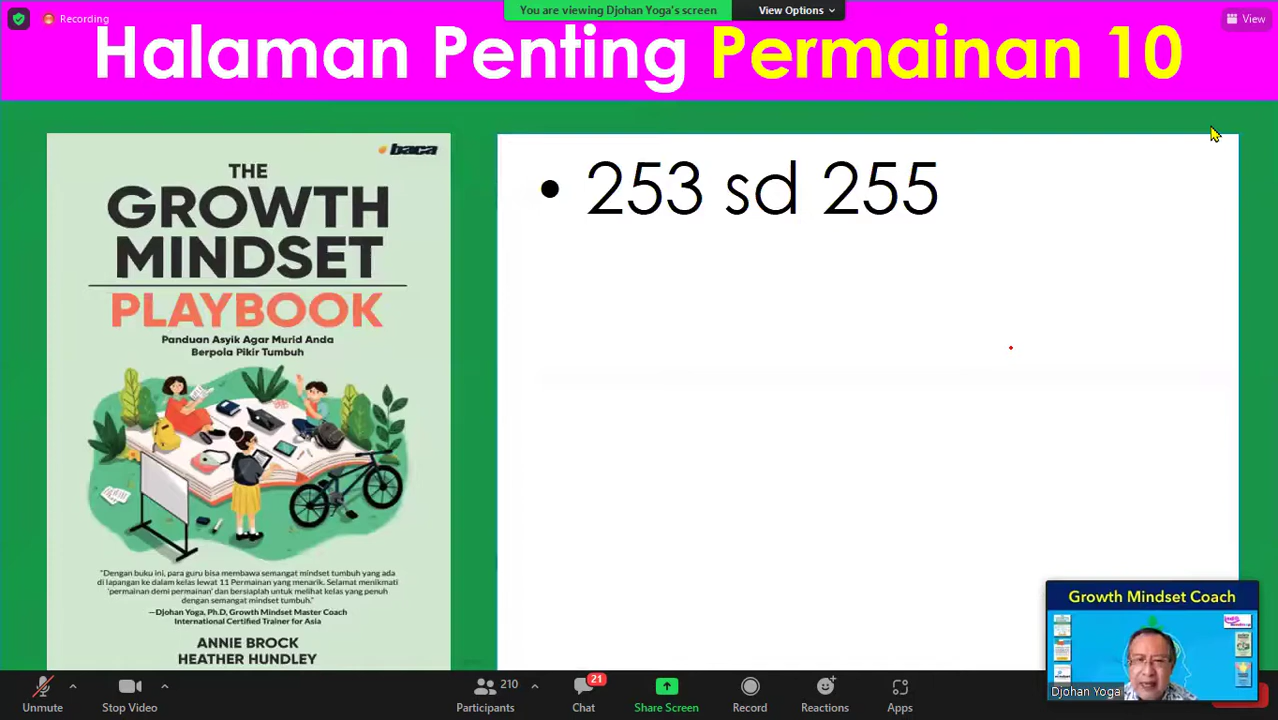 Recording
You are viewing Djohan Yoga's screen
View Options
View
Halaman Penting Permainan 10
baca
THE
GROWTH
MINDSET
PLAYBOOK
Panduan Asyik Agar Murid Anda
Berpola Pikir Tumbuh
"Dengan buku ini, para guru bisa membawa semangat mindset tumbuh yang ada
di lapangan ke dalam kelas lewat 11 Permainan yang menarik. Selamat menikmati
'permainan demi permainan' dan bersiaplah untuk melihat kelas yang penuh
dengan semangat mindset tumbuh."
—Djohan Yoga, Ph.D, Growth Mindset Master Coach
International Certified Trainer for Asia
ANNIE BROCK
HEATHER HUNDLEY
• 253 sd 255
Growth Mindset Coach
Djohan Yoga
Unmute
Stop Video
210
Participants
21
Chat
Share Screen
Record
Reactions
Apps